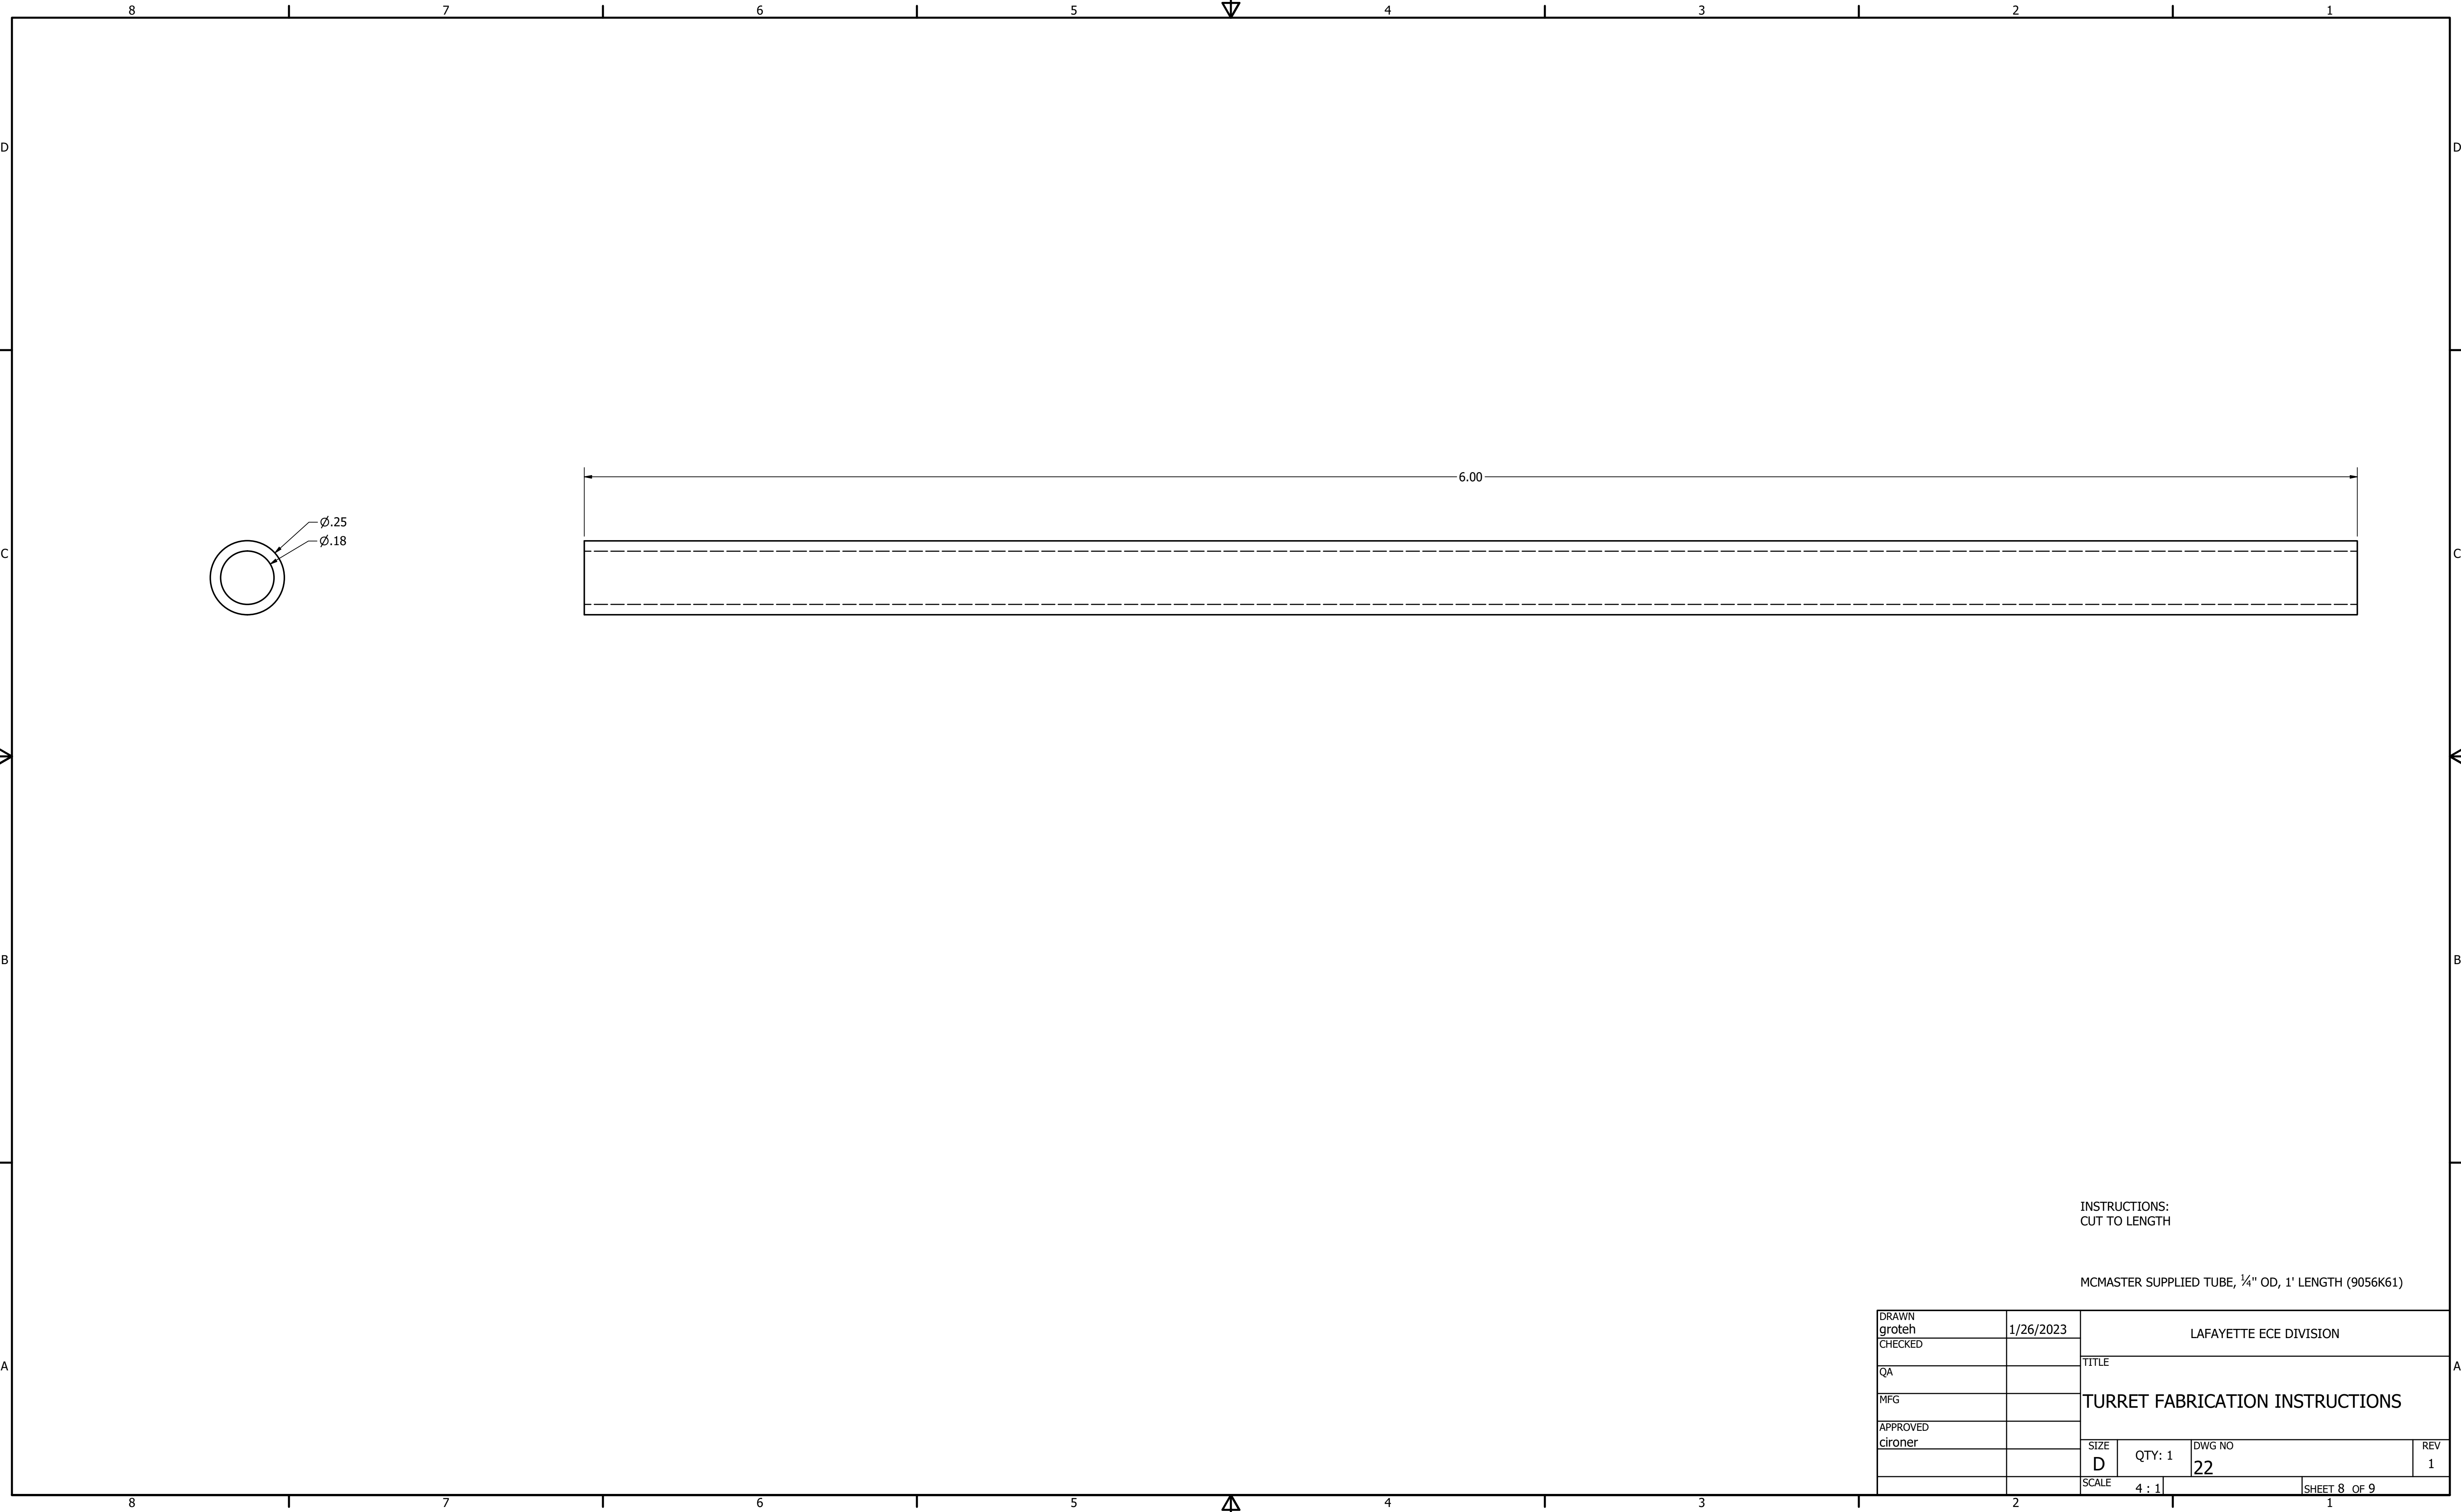 8 7 6 5 4 3 2 1
D D
6.00
Ø.25
Ø.18
C C
B B
INSTRUCTIONS:
CUT TO LENGTH
MCMASTER SUPPLIED TUBE, ¼" OD, 1' LENGTH (9056K61)
DRAWN
groteh 1/26/2023
LAFAYETTE ECE DIVISION
CHECKED
TITLE
A A
QA
MFG
TURRET FABRICATION INSTRUCTIONS
APPROVED
cironer
SIZE
D
QTY: 1
DWG NO
22
REV
1
SCALE 4 : 1
SHEET 8 OF 9
8 7 6 5 4 3 2 1